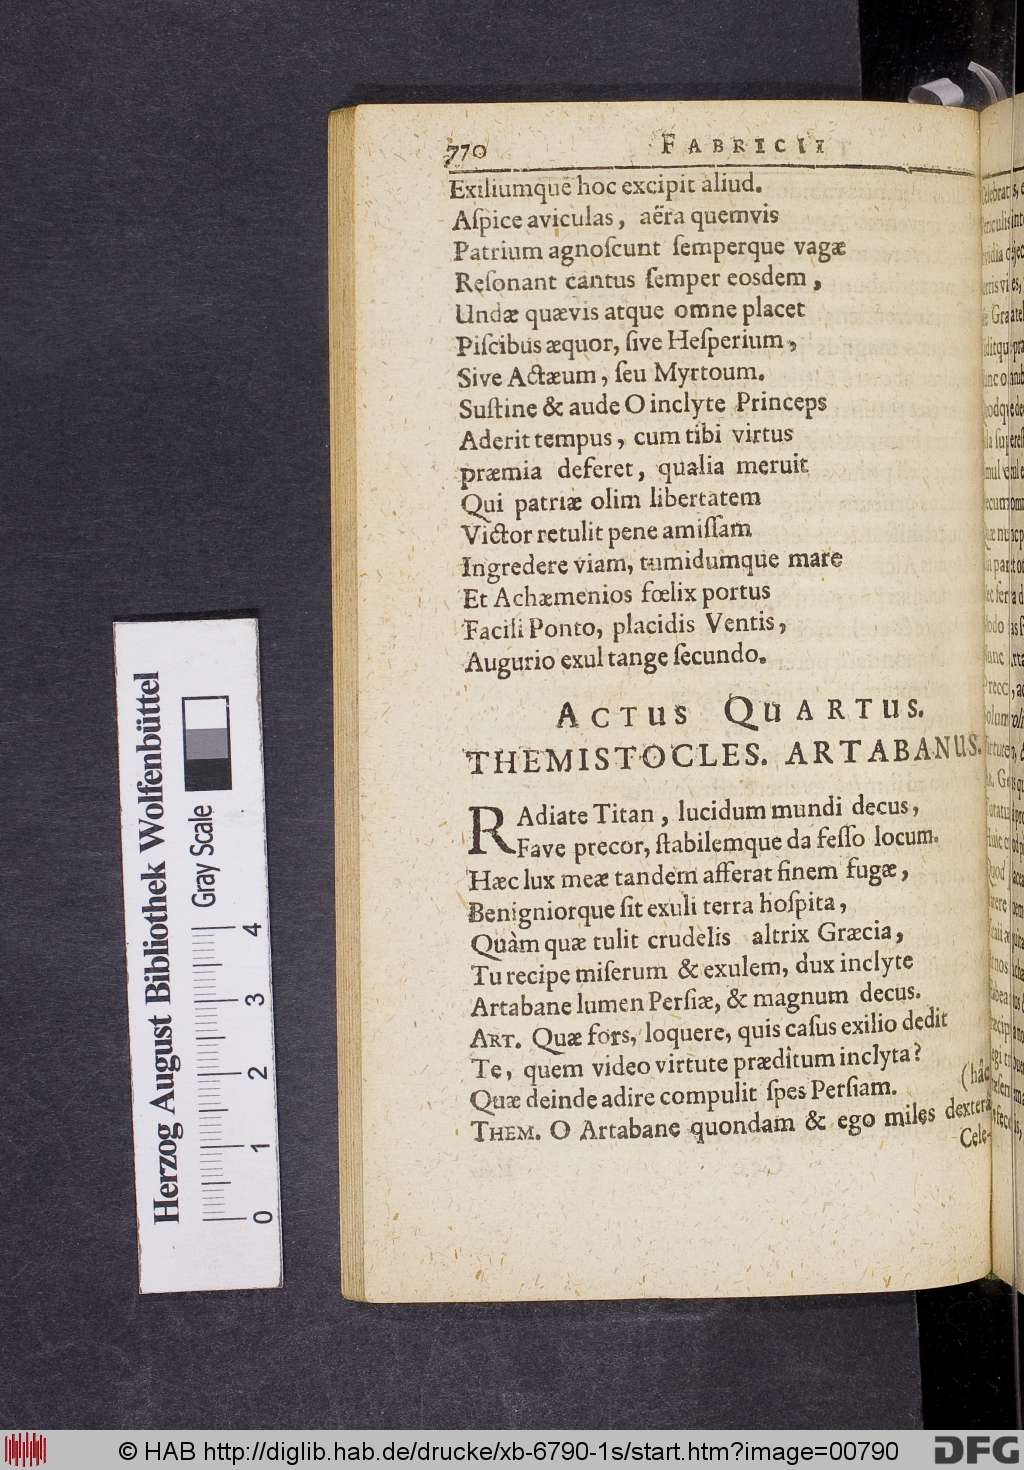 770 FABRICII
Exiliumque hoc excipit aliud.
Aſpice aviculas, aëra quemvis
Patrium agnoſcunt ſemperque vagæ
Reſonant cantus ſemper eosdem,
Undæ quævis atque omne placet
Piſcibus æquor, ſive Heſperium,
Sive Actæum, ſeu Myrtoum.
Suſtine & aude O inclyte Princeps
Aderit tempus, cum tibi virtus
præmia deferet, qualia meruit
Qui patriæ olim libertatem
Victor retulit pene amiſſam
Ingredere viam, tumidumque mare
Et Achæmenios fœlix portus
Facili Ponto, placidis Ventis,
Augurio exul tange ſecundo.
ACTUS QUARTUS.
THEMISTOCLES. ARTABANUS.
RAdiate Titan, lucidum mundi decus,
Fave precor, ſtabilemque da feſſo locum.
Hæc lux meæ tandem afferat finem fugæ,
Benigniorque ſit exuli terra hoſpita,
Quàm quæ tulit crudelis altrix Græcia,
Tu recipe miſerum & exulem, dux inclyte
Artabane lumen Perſiæ, & magnum decus.
ART. Quæ fors, loquere, quis caſus exilio dedit
Te, quem video virtute præditum inclyta?
Quæ deinde adire compulit ſpes Perſiam.
(hâc
THEM. O Artabane quondam & ego miles dextera
Cele-
Herzog August Bibliothek Wolfenbüttel
Gray Scale
0 1 2 3 4
© HAB http://diglib.hab.de/drucke/xb-6790-1s/start.htm?image=00790
DFG